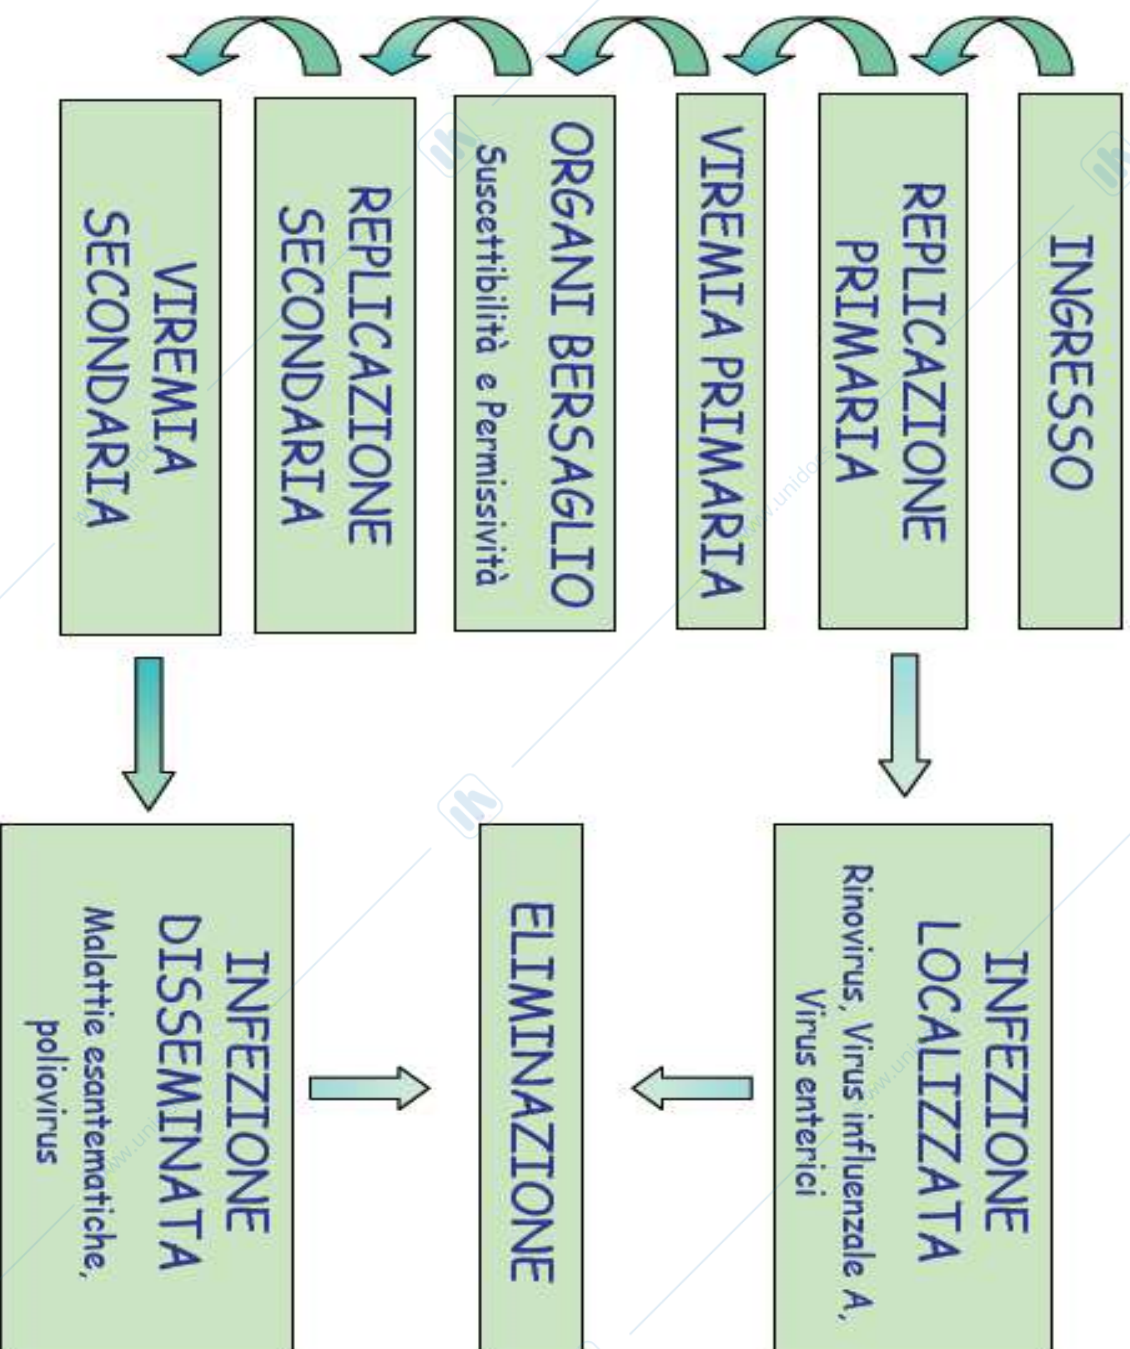 INGRESSO
REPLICAZIONE
PRIMARIA
VIREMIA PRIMARIA
ORGANI BERSAGLIO
Suscettibilità e Permissività
REPLICAZIONE
SECONDARIA
VIREMIA
SECONDARIA
INFEZIONE
LOCALIZZATA
Rinovirus, Virus influenzale A,
Virus enterici
ELIMINAZIONE
INFEZIONE
DISSEMINATA
Malattie esantematiche,
poliovirus